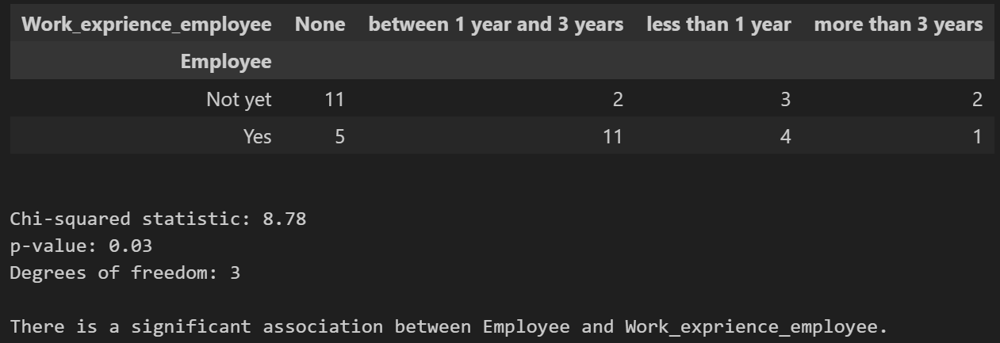 Work_exprience_employee None between 1 year and 3 years less than 1 year more than 3 years
Employee
Not yet 11 2 3 2
Yes 5 11 4 1
Chi-squared statistic: 8.78
p-value: 0.03
Degrees of freedom: 3
There is a significant association between Employee and Work_exprience_employee.